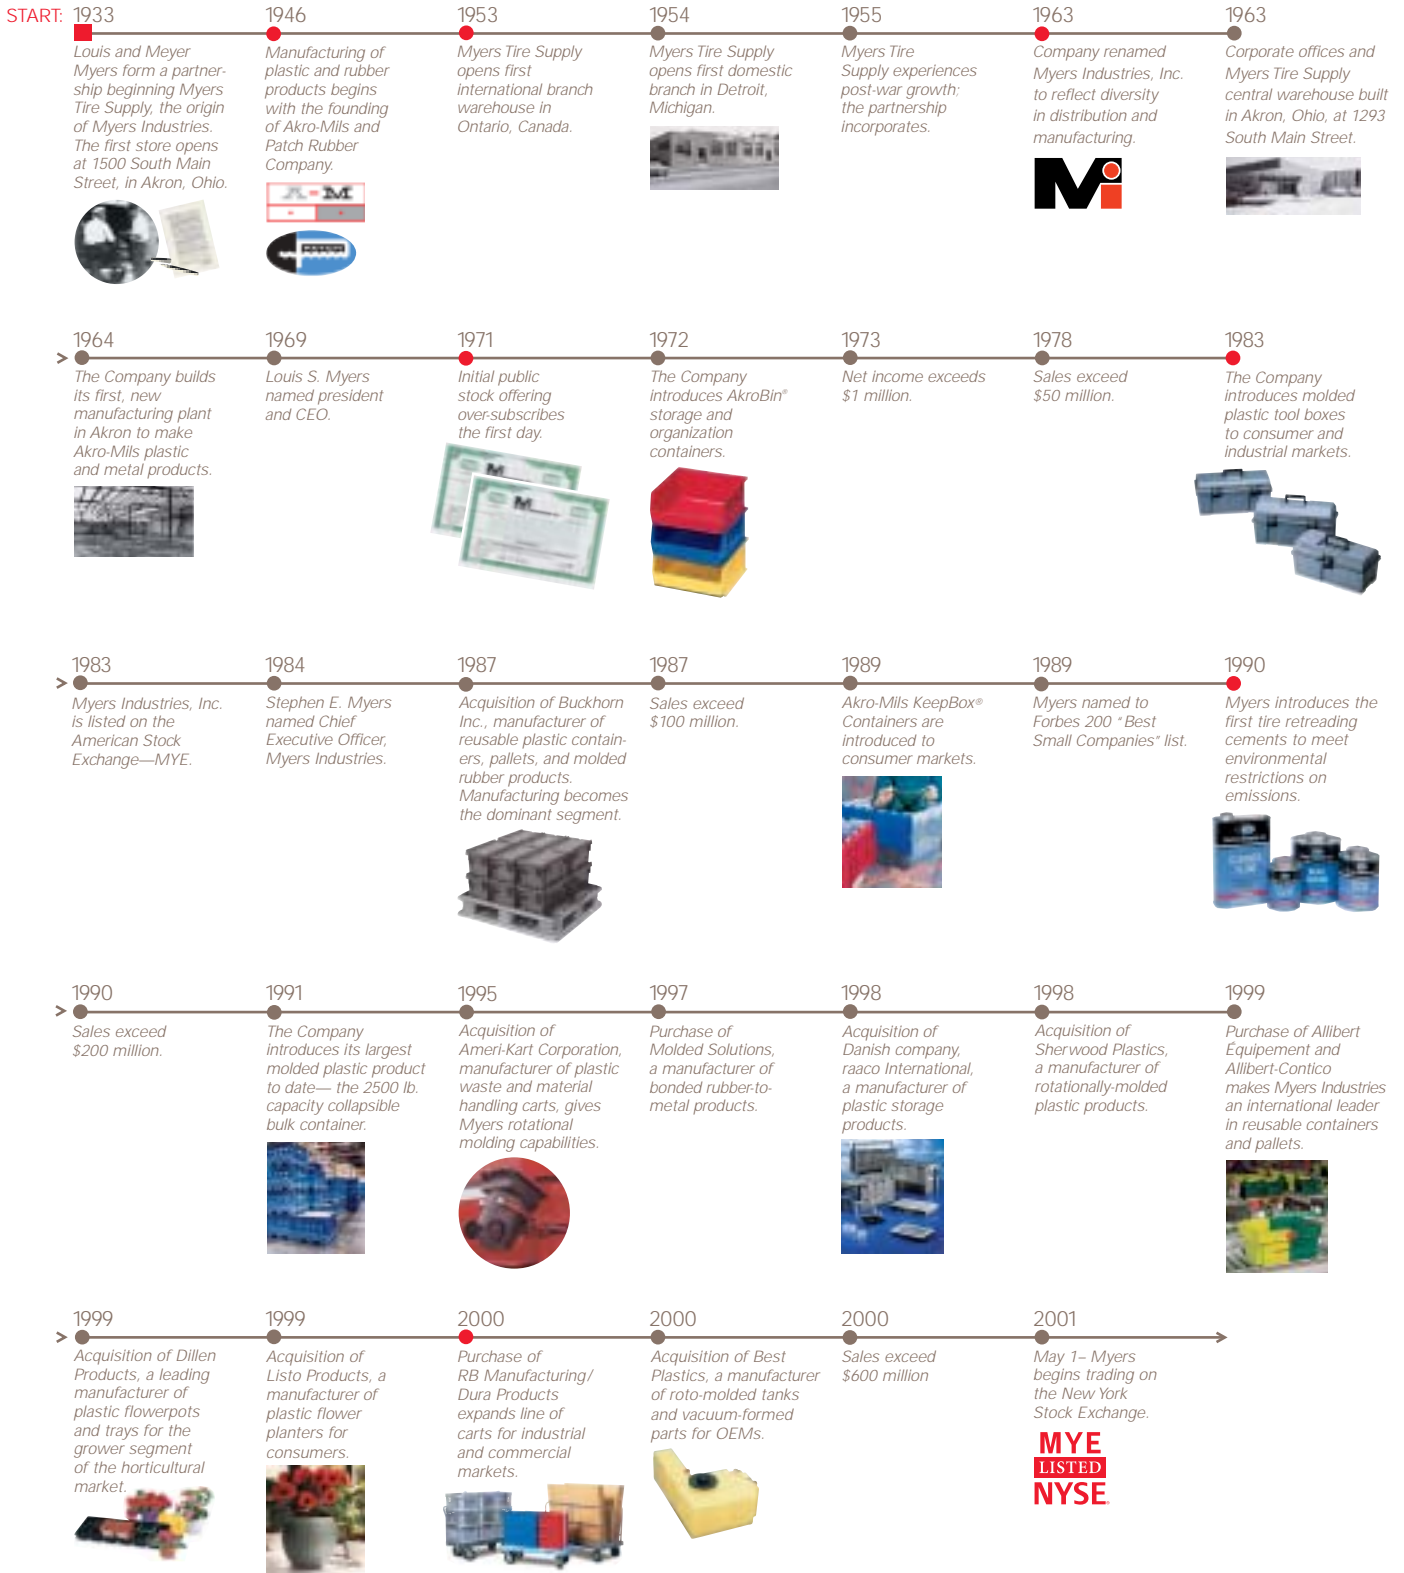 START:
1933
Louis and Meyer
Myers form a partner-
ship beginning Myers
Tire Supply, the origin
of Myers Industries.
The first store opens
at 1500 South Main
Street, in Akron, Ohio.
1946
Manufacturing of
plastic and rubber
products begins
with the founding
of Akro-Mils and
Patch Rubber
Company.
A-M
1953
Myers Tire Supply
opens first
international branch
warehouse in
Ontario, Canada.
1954
Myers Tire Supply
opens first domestic
branch in Detroit,
Michigan.
1955
Myers Tire
Supply experiences
post-war growth;
the partnership
incorporates.
1963
Company renamed
Myers Industries, Inc.
to reflect diversity
in distribution and
manufacturing.
Mi
1963
Corporate offices and
Myers Tire Supply
central warehouse built
in Akron, Ohio, at 1293
South Main Street.
1964
The Company builds
its first, new
manufacturing plant
in Akron to make
Akro-Mils plastic
and metal products.
1969
Louis S. Myers
named president
and CEO.
1971
Initial public
stock offering
over-subscribes
the first day.
1972
The Company
introduces AkroBin®
storage and
organization
containers.
1973
Net income exceeds
$1 million.
1978
Sales exceed
$50 million.
1983
The Company
introduces molded
plastic tool boxes
to consumer and
industrial markets.
1983
Myers Industries, Inc.
is listed on the
American Stock
Exchange—MYE.
1984
Stephen E. Myers
named Chief
Executive Officer,
Myers Industries.
1987
Acquisition of Buckhorn
Inc., manufacturer of
reusable plastic contain-
ers, pallets, and molded
rubber products.
Manufacturing becomes
the dominant segment.
1987
Sales exceed
$100 million.
1989
Akro-Mils KeepBox®
Containers are
introduced to
consumer markets.
1989
Myers named to
Forbes 200 "Best
Small Companies" list.
1990
Myers introduces the
first tire retreading
cements to meet
environmental
restrictions on
emissions.
1990
Sales exceed
$200 million.
1991
The Company
introduces its largest
molded plastic product
to date— the 2500 lb.
capacity collapsible
bulk container.
1995
Acquisition of
Ameri-Kart Corporation,
manufacturer of plastic
waste and material
handling carts, gives
Myers rotational
molding capabilities.
1997
Purchase of
Molded Solutions,
a manufacturer of
bonded rubber-to-
metal products.
1998
Acquisition of
Danish company,
raaco International,
a manufacturer of
plastic storage
products.
1998
Acquisition of
Sherwood Plastics,
a manufacturer of
rotationally-molded
plastic products.
1999
Purchase of Allibert
Équipement and
Allibert-Contico
makes Myers Industries
an international leader
in reusable containers
and pallets.
1999
Acquisition of Dillen
Products, a leading
manufacturer of
plastic flowerpots
and trays for the
grower segment
of the horticultural
market.
1999
Acquisition of
Listo Products, a
manufacturer of
plastic flower
planters for
consumers.
2000
Purchase of
RB Manufacturing/
Dura Products
expands line of
carts for industrial
and commercial
markets.
2000
Acquisition of Best
Plastics, a manufacturer
of roto-molded tanks
and vacuum-formed
parts for OEMs.
2000
Sales exceed
$600 million
2001
May 1– Myers
begins trading on
the New York
Stock Exchange.
MYE
LISTED
NYSE.